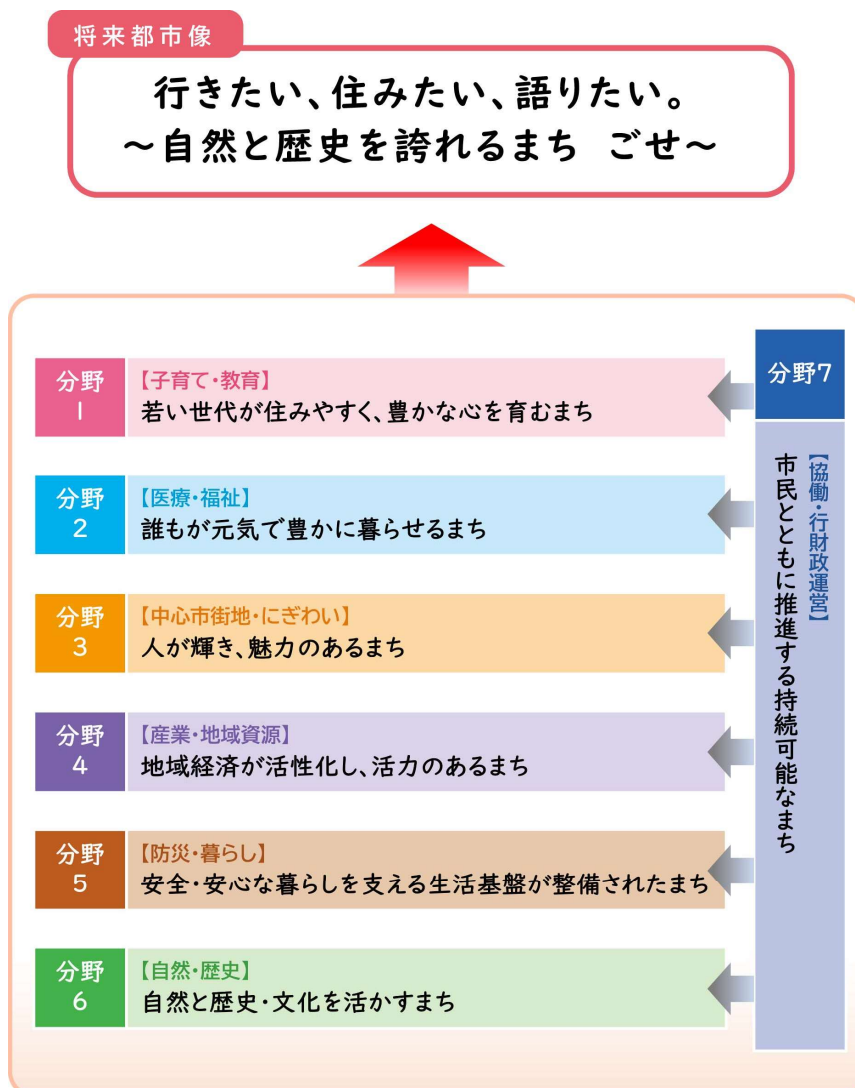 将来都市像
行きたい、住みたい、語りたい。
～自然と歴史を誇れるまち ごせ～
分野
1
【子育て・教育】
若い世代が住みやすく、豊かな心を育むまち
分野
2
【医療・福祉】
誰もが元気で豊かに暮らせるまち
分野
3
【中心市街地・にぎわい】
人が輝き、魅力のあるまち
分野
4
【産業・地域資源】
地域経済が活性化し、活力のあるまち
分野
5
【防災・暮らし】
安全・安心な暮らしを支える生活基盤が整備されたまち
分野
6
【自然・歴史】
自然と歴史・文化を活かすまち
分野7
【協働・行財政運営】
市民とともに推進する持続可能なまち